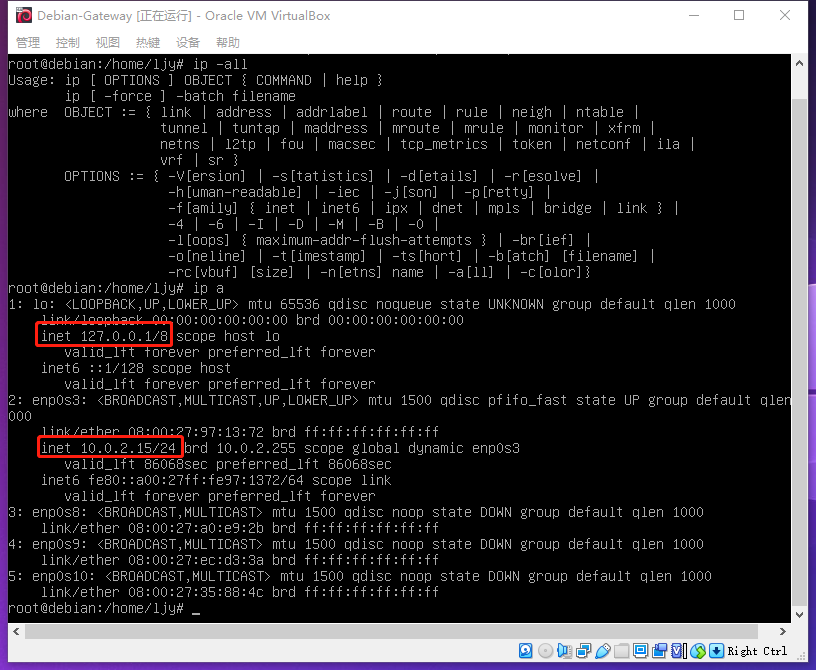 Debian-Gateway [正在运行] - Oracle VM VirtualBox
管理 控制 视图 热键 设备 帮助
root@debian:/home/ljy# ip -all
Usage: ip [ OPTIONS ] OBJECT { COMMAND | help }
       ip [ -force ] -batch filename
where  OBJECT := { link | address | addrlabel | route | rule | neigh | ntable |
                   tunnel | tuntap | maddress | mroute | mrule | monitor | xfrm |
                   netns | l2tp | fou | macsec | tcp_metrics | token | netconf | ila |
                   vrf | sr }
       OPTIONS := { -V[ersion] | -s[tatistics] | -d[etails] | -r[esolve] |
                    -h[uman-readable] | -iec | -j[son] | -p[retty] |
                    -f[amily] { inet | inet6 | ipx | dnet | mpls | bridge | link } |
                    -4 | -6 | -I | -D | -M | -B | -0 |
                    -l[oops] { maximum-addr-flush-attempts } | -br[ief] |
                    -o[neline] | -t[imestamp] | -ts[hort] | -b[atch] [filename] |
                    -rc[vbuf] [size] | -n[etns] name | -a[ll] | -c[olor]}
root@debian:/home/ljy# ip a
1: lo: <LOOPBACK,UP,LOWER_UP> mtu 65536 qdisc noqueue state UNKNOWN group default qlen 1000
    link/loopback 00:00:00:00:00:00 brd 00:00:00:00:00:00
    inet 127.0.0.1/8 scope host lo
       valid_lft forever preferred_lft forever
    inet6 ::1/128 scope host
       valid_lft forever preferred_lft forever
2: enp0s3: <BROADCAST,MULTICAST,UP,LOWER_UP> mtu 1500 qdisc pfifo_fast state UP group default qlen
000
    link/ether 08:00:27:97:13:72 brd ff:ff:ff:ff:ff:ff
    inet 10.0.2.15/24 brd 10.0.2.255 scope global dynamic enp0s3
       valid_lft 86068sec preferred_lft 86068sec
    inet6 fe80::a00:27ff:fe97:1372/64 scope link
       valid_lft forever preferred_lft forever
3: enp0s8: <BROADCAST,MULTICAST> mtu 1500 qdisc noop state DOWN group default qlen 1000
    link/ether 08:00:27:a0:e9:2b brd ff:ff:ff:ff:ff:ff
4: enp0s9: <BROADCAST,MULTICAST> mtu 1500 qdisc noop state DOWN group default qlen 1000
    link/ether 08:00:27:ec:d3:3a brd ff:ff:ff:ff:ff:ff
5: enp0s10: <BROADCAST,MULTICAST> mtu 1500 qdisc noop state DOWN group default qlen 1000
    link/ether 08:00:27:35:88:4c brd ff:ff:ff:ff:ff:ff
root@debian:/home/ljy# _
Right Ctrl